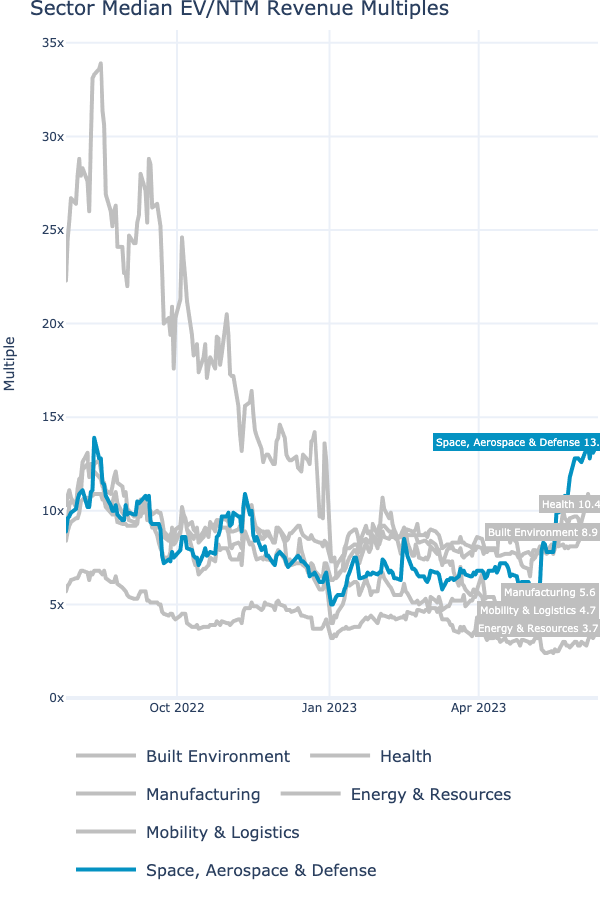 Sector Median EV/NTM Revenue Multiples
35x
30x
25x
20x
15x
10x
5x
0x
Multiple
Space, Aerospace & Defense 13.
Health 10.4
Built Environment 8.9
Manufacturing 5.6
Mobility & Logistics 4.7
Energy & Resources 3.7
Oct 2022 Jan 2023 Apr 2023
Built Environment Health
Manufacturing Energy & Resources
Mobility & Logistics
Space, Aerospace & Defense